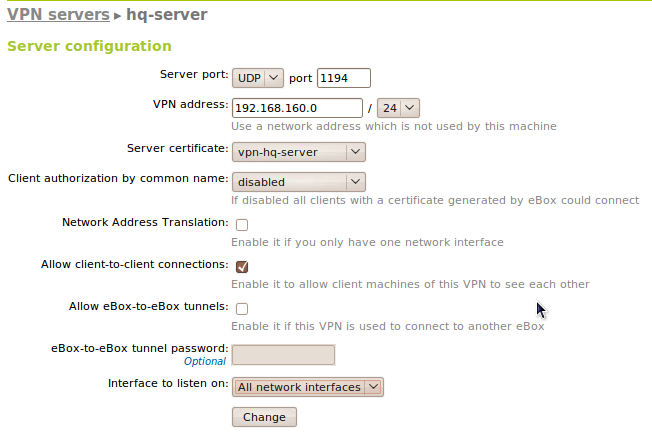 VPN servers ▸ hq-server
Server configuration
Server port: UDP port 1194
VPN address: 192.168.160.0 / 24
Use a network address which is not used by this machine
Server certificate: vpn-hq-server
Client authorization by common name: disabled
If disabled all clients with a certificate generated by eBox could connect
Network Address Translation:
Enable it if you only have one network interface
Allow client-to-client connections:
Enable it to allow client machines of this VPN to see each other
Allow eBox-to-eBox tunnels:
Enable it if this VPN is used to connect to another eBox
eBox-to-eBox tunnel password:
Optional
Interface to listen on: All network interfaces
Change